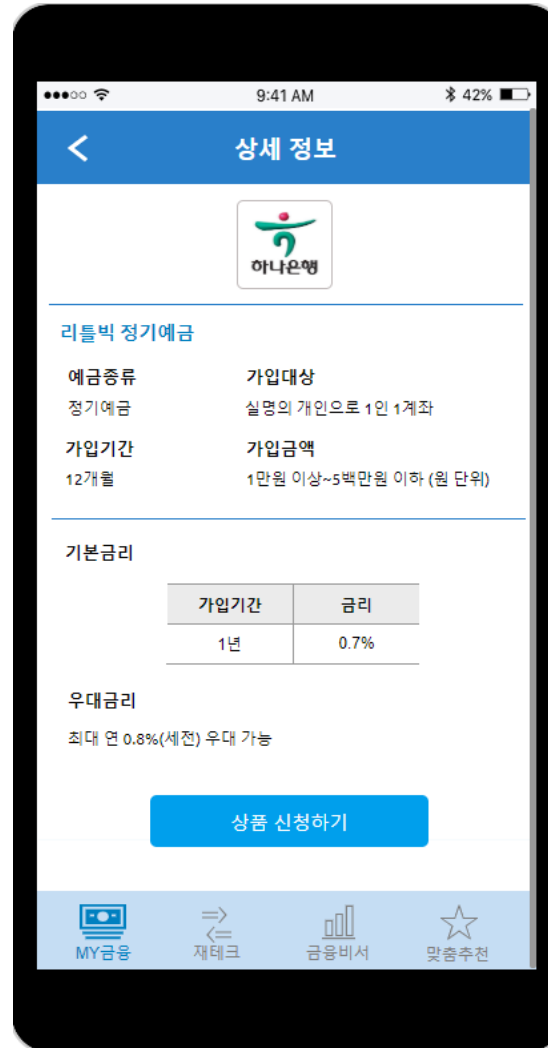 9:41 AM
42%
상세 정보
하나은행
리틀빅 정기예금
예금종류 가입대상
정기예금 실명의 개인으로 1인 1계좌
가입기간 가입금액
12개월 1만원 이상~5백만원 이하 (원 단위)
기본금리
가입기간 금리
1년 0.7%
우대금리
최대 연 0.8%(세전) 우대 가능
상품 신청하기
MY금융 재테크 금융비서 맞춤추천